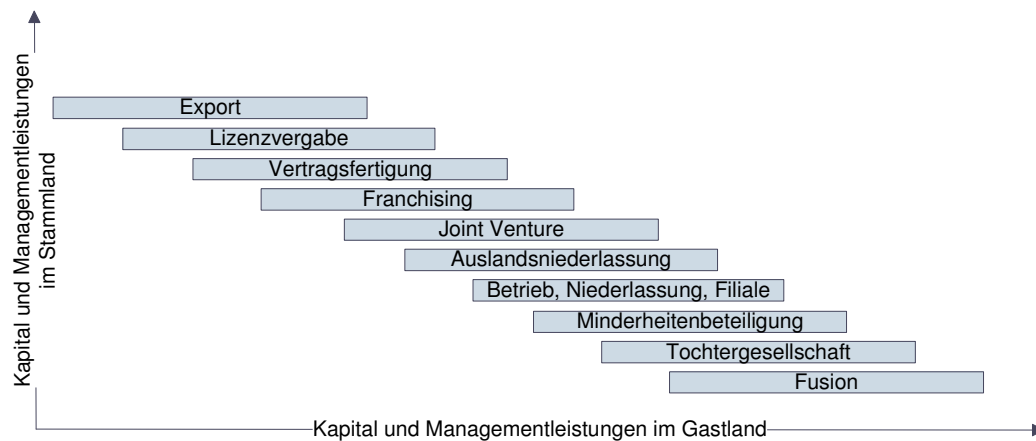 Kapital und Managementleistungen
im Stammland
Export
Lizenzvergabe
Vertragsfertigung
Franchising
Joint Venture
Auslandsniederlassung
Betrieb, Niederlassung, Filiale
Minderheitenbeteiligung
Tochtergesellschaft
Fusion
Kapital und Managementleistungen im Gastland